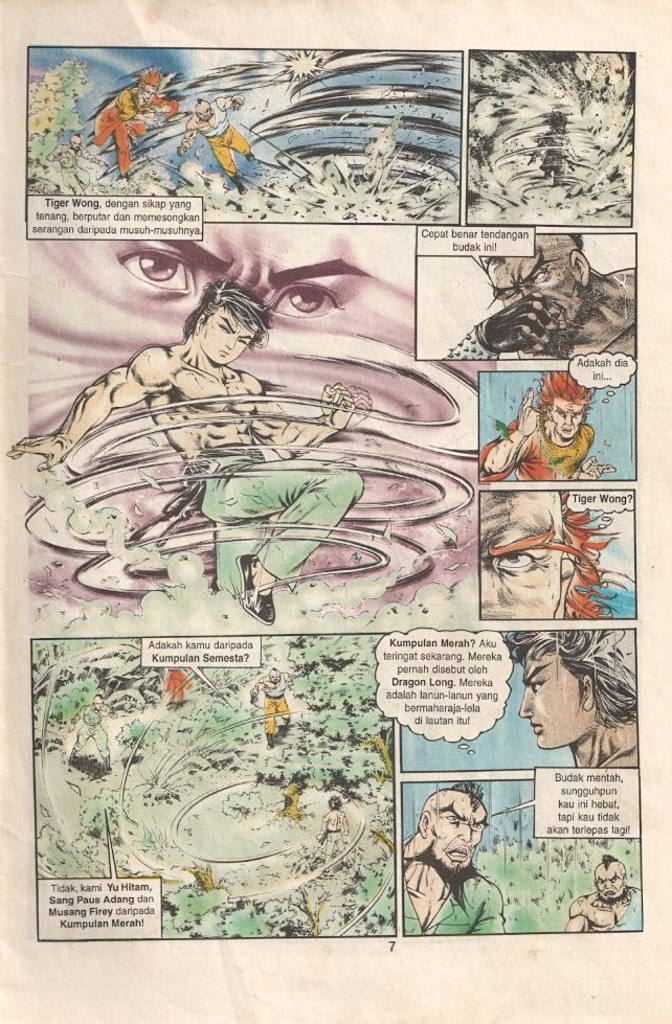 Tiger Wong, dengan sikap yang
tenang, berputar dan memesongkan
serangan daripada musuh-musuhnya.
Cepat benar tendangan
budak ini!
Adakah dia
ini...
Tiger Wong?
Adakah kamu daripada
Kumpulan Semesta?
Tidak, kami Yu Hitam,
Sang Paus Adang dan
Musang Firey daripada
Kumpulan Merah!
Kumpulan Merah? Aku
teringat sekarang. Mereka
pernah disebut oleh
Dragon Long. Mereka
adalah lanun-lanun yang
bermaharaja-lela
di lautan itu!
Budak mentah,
sungguhpun
kau ini hebat,
tapi kau tidak
akan terlepas lagi!
7